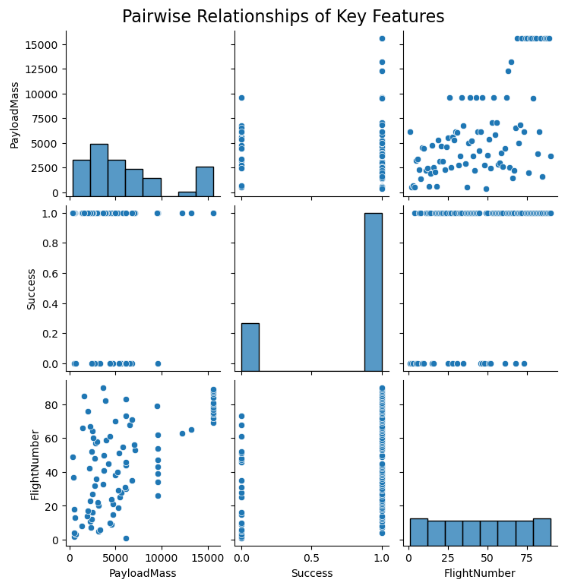 Pairwise Relationships of Key Features
PayloadMass
15000
12500
10000
7500
5000
2500
0
Success
1.0
0.8
0.6
0.4
0.2
0.0
FlightNumber
80
60
40
20
0
0 5000 10000 15000
PayloadMass
0.0 0.5 1.0
Success
0 25 50 75
FlightNumber